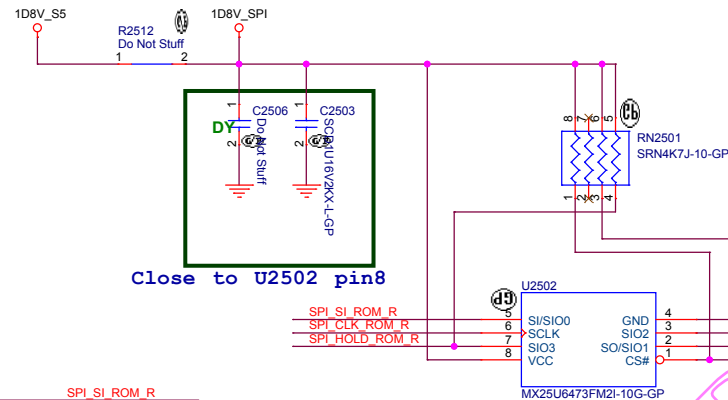 1D8V_S5
1D8V_SPI
R2512
Do Not Stuff
1
2
1
C2506
DY
2
Do Not Stuff
1
C2503
2
SCD1U16V2KX-L-GP
Close to U2502 pin8
8
7
6
5
RN2501
SRN4K7J-10-GP
1
2
3
4
U2502
SPI_SI_ROM_R
5
SI/SIO0
GND
4
SPI_CLK_ROM_R
6
SCLK
SIO2
3
SPI_HOLD_ROM_R
7
SIO3
SO/SIO1
2
8
VCC
CS#
1
MX25U6473FM2I-10G-GP
SPI_SI_ROM_R